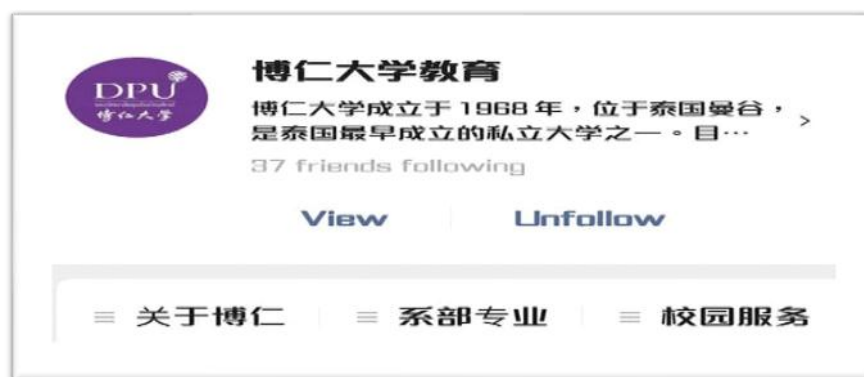 DPU
博仁大学
博仁大学教育
博仁大学成立于 1968 年，位于泰国曼谷，
是泰国最早成立的私立大学之一。目…
37 friends following
View
Unfollow
关于博仁
系部专业
校园服务